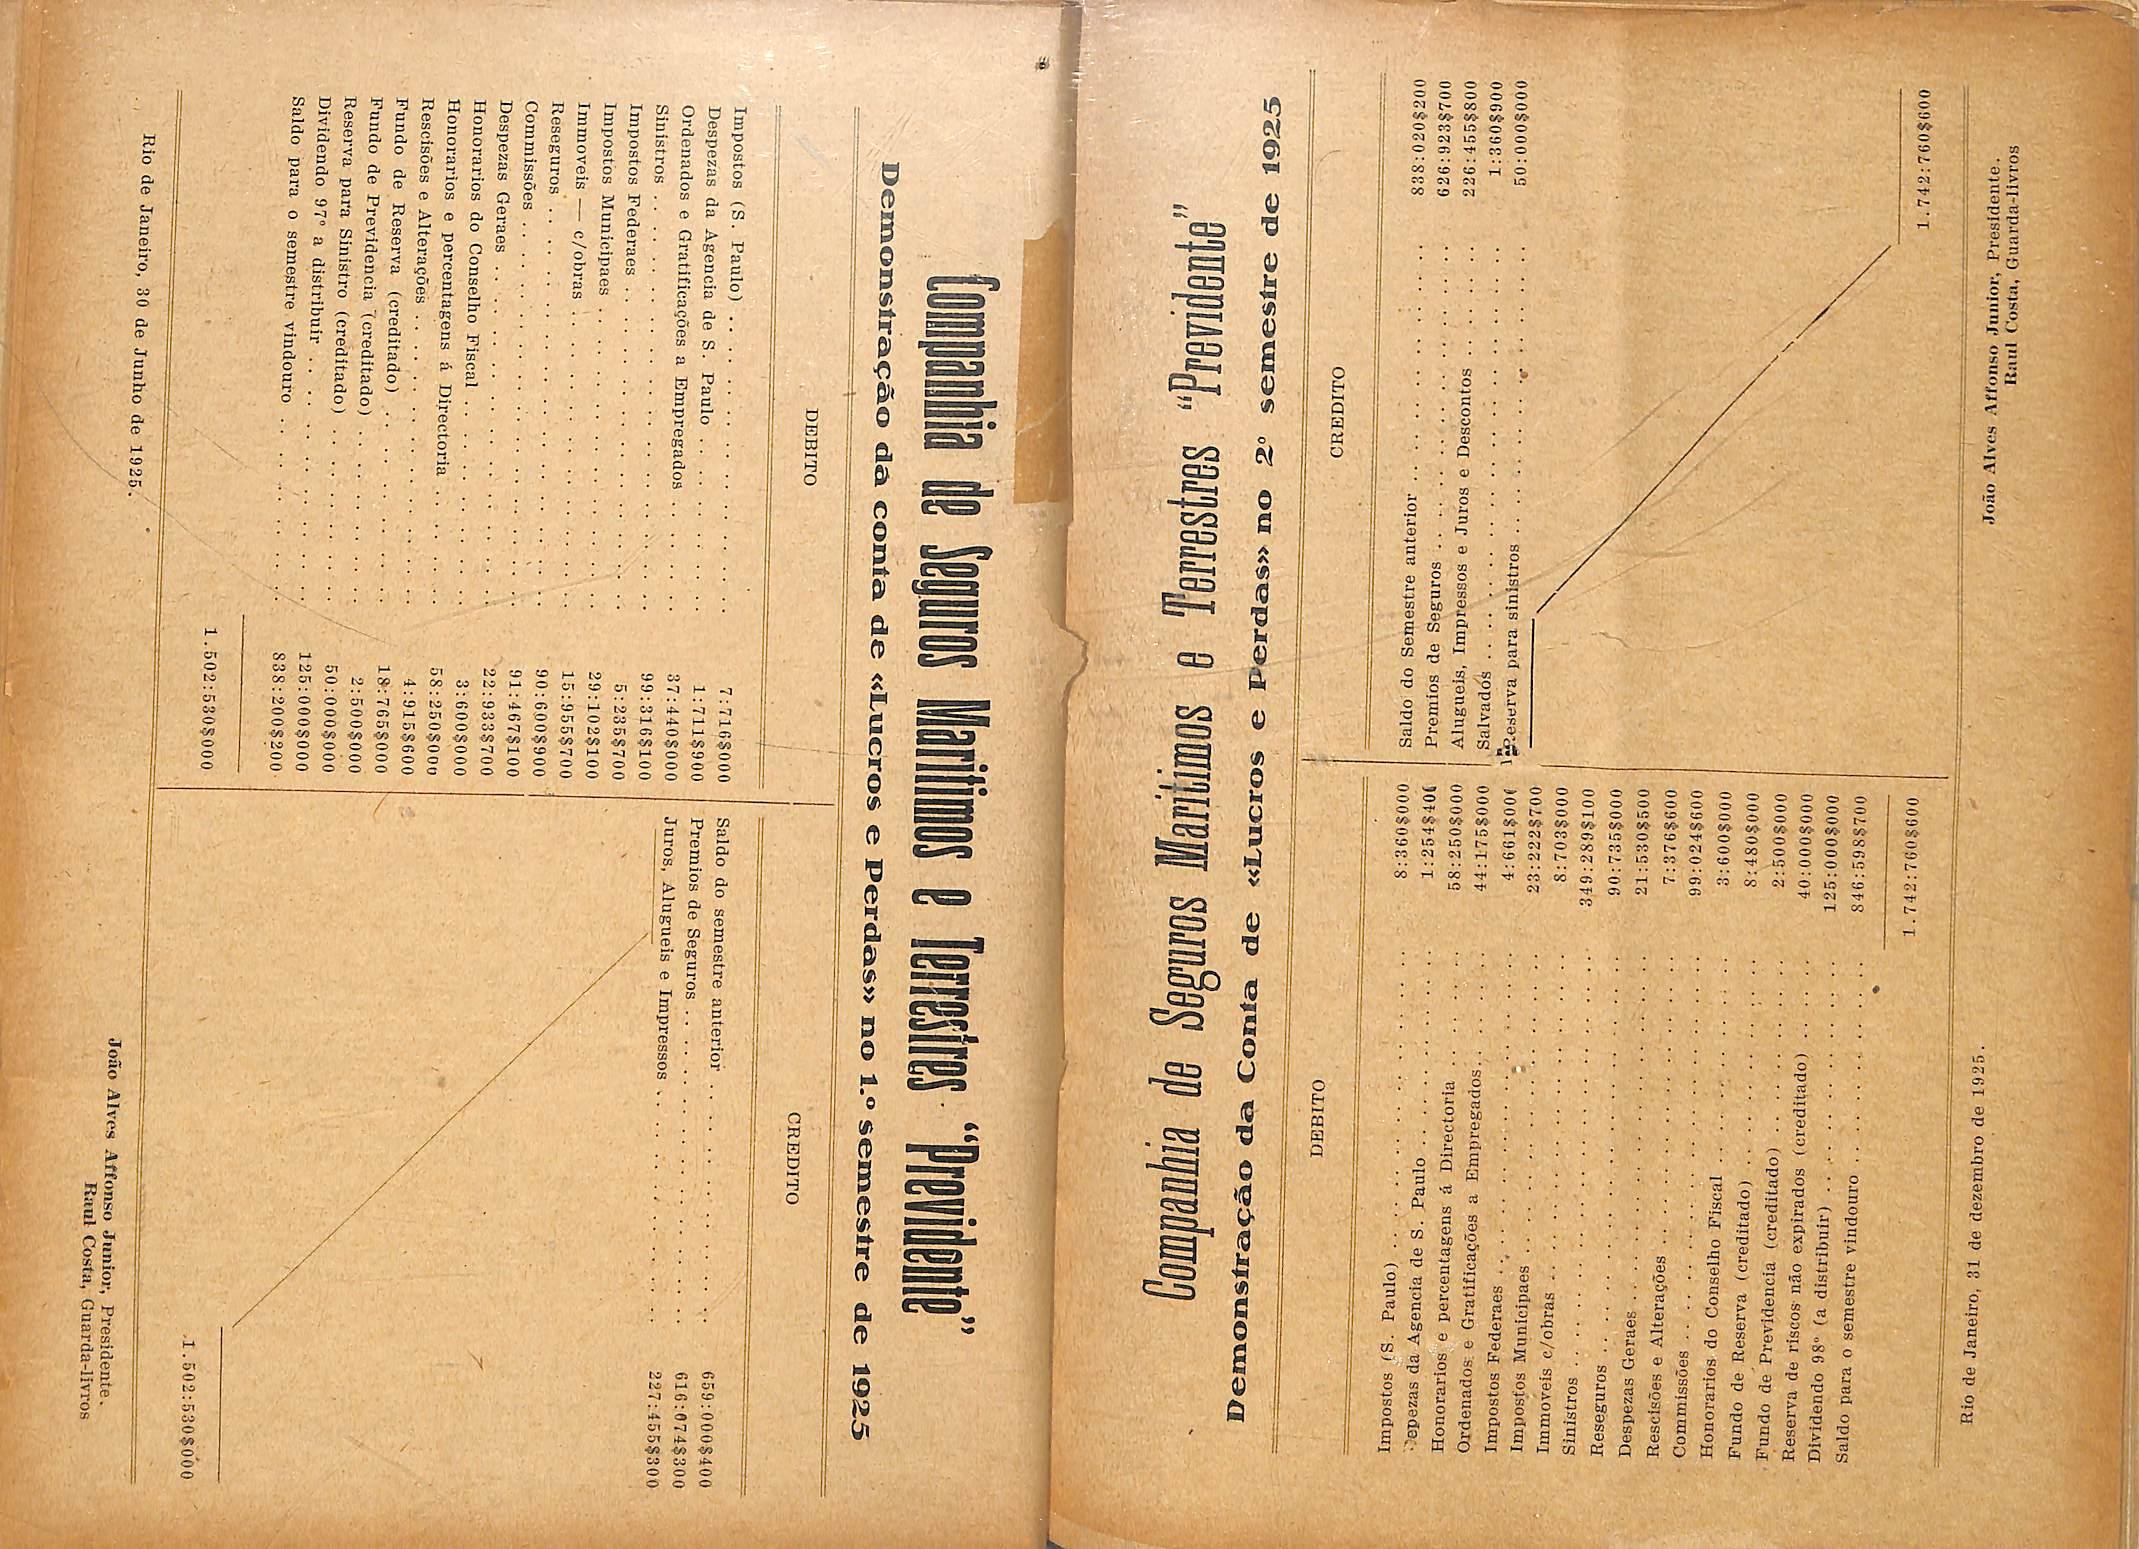 Companhia de Seguros Maritimos e Terrestres "Previdente"
Demonstração da conta de «Lucros e Perdas» no 1.º semestre de 1925
DEBITO
Impostos (S. Paulo) .. .. .. .. .. .. .. .. .. .. 7:716$000
Despezas da Agencia de S. Paulo .. .. .. .. .. .. 1:711$900
Ordenados e Gratificações a Empregados .. .. .. .. 37:440$000
Sinistros .. .. .. .. .. .. .. .. .. .. .. .. 99:316$100
Impostos Federaes .. .. .. .. .. .. .. .. .. .. 5:235$700
Impostos Municipaes .. .. .. .. .. .. .. .. .. .. 29:102$100
Immoveis — c/obras .. .. .. .. .. .. .. .. .. .. 15:955$700
Reseguros .. .. .. .. .. .. .. .. .. .. .. .. 90:600$900
Commissões .. .. .. .. .. .. .. .. .. .. .. .. 91:467$100
Despezas Geraes .. .. .. .. .. .. .. .. .. .. .. 22:933$700
Honorarios do Conselho Fiscal .. .. .. .. .. .. .. 3:600$000
Honorarios e percentagens á Directoria .. .. .. .. 58:250$000
Rescisões e Alterações .. .. .. .. .. .. .. .. .. 4:915$600
Fundo de Reserva (creditado) .. .. .. .. .. .. .. 18:765$000
Fundo de Previdencia (creditado) .. .. .. .. .. .. 2:500$000
Reserva para Sinistro (creditado) .. .. .. .. .. .. 50:000$000
Dividendo 97º a distribuir .. .. .. .. .. .. .. .. 125:000$000
Saldo para o semestre vindouro .. .. .. .. .. .. .. 838:200$200
1.502:530$000
CREDITO
Saldo do semestre anterior .. .. .. .. .. .. .. .. 659:000$400
Premios de Seguros .. .. .. .. .. .. .. .. .. .. 616:074$300
Juros, Alugueis e Impressos .. .. .. .. .. .. .. .. 227:455$300
1.502:530$000
Rio de Janeiro, 30 de Junho de 1925.
João Alves Affonso Junior, Presidente.
Raul Costa, Guarda-livros
Companhia de Seguros Maritimos e Terrestres "Previdente"
Demonstração da Conta de «Lucros e Perdas» no 2º semestre de 1925
DEBITO
Impostos (S. Paulo) .. .. .. .. .. .. .. .. .. .. 8:360$000
Depezas da Agencia de S. Paulo .. .. .. .. .. .. .. 1:254$400
Honorarios e percentagens á Directoria .. .. .. .. 58:250$000
Ordenados e Gratificações a Empregados .. .. .. .. 44:175$000
Impostos Federaes .. .. .. .. .. .. .. .. .. .. 4:661$000
Impostos Municipaes .. .. .. .. .. .. .. .. .. .. 23:222$700
Immoveis c/obras .. .. .. .. .. .. .. .. .. .. .. 8:703$000
Sinistros .. .. .. .. .. .. .. .. .. .. .. .. 349:289$100
Reseguros .. .. .. .. .. .. .. .. .. .. .. .. 90:735$000
Despezas Geraes .. .. .. .. .. .. .. .. .. .. .. 21:530$500
Rescisões e Alterações .. .. .. .. .. .. .. .. .. 7:376$600
Commissões .. .. .. .. .. .. .. .. .. .. .. .. 99:024$600
Honorarios do Conselho Fiscal .. .. .. .. .. .. .. 3:600$000
Fundo de Reserva (creditado) .. .. .. .. .. .. .. 8:480$000
Fundo de Previdencia (creditado) .. .. .. .. .. .. 2:500$000
Reserva de riscos não expirados (creditado) .. .. .. 40:000$000
Dividendo 98º (a distribuir) .. .. .. .. .. .. .. 125:000$000
Saldo para o semestre vindouro .. .. .. .. .. .. .. 846:598$700
1.742:760$600
CREDITO
Saldo do Semestre anterior .. .. .. .. .. .. .. .. 838:020$200
Premios de Seguros .. .. .. .. .. .. .. .. .. .. 626:923$700
Alugueis, Impressos e Juros e Descontos .. .. .. .. 226:455$800
Salvados .. .. .. .. .. .. .. .. .. .. .. .. 1:360$900
Reserva para sinistros .. .. .. .. .. .. .. .. .. 50:000$000
1.742:760$600
Rio de Janeiro, 31 de dezembro de 1925.
João Alves Affonso Junior, Presidente.
Raul Costa, Guarda-livros